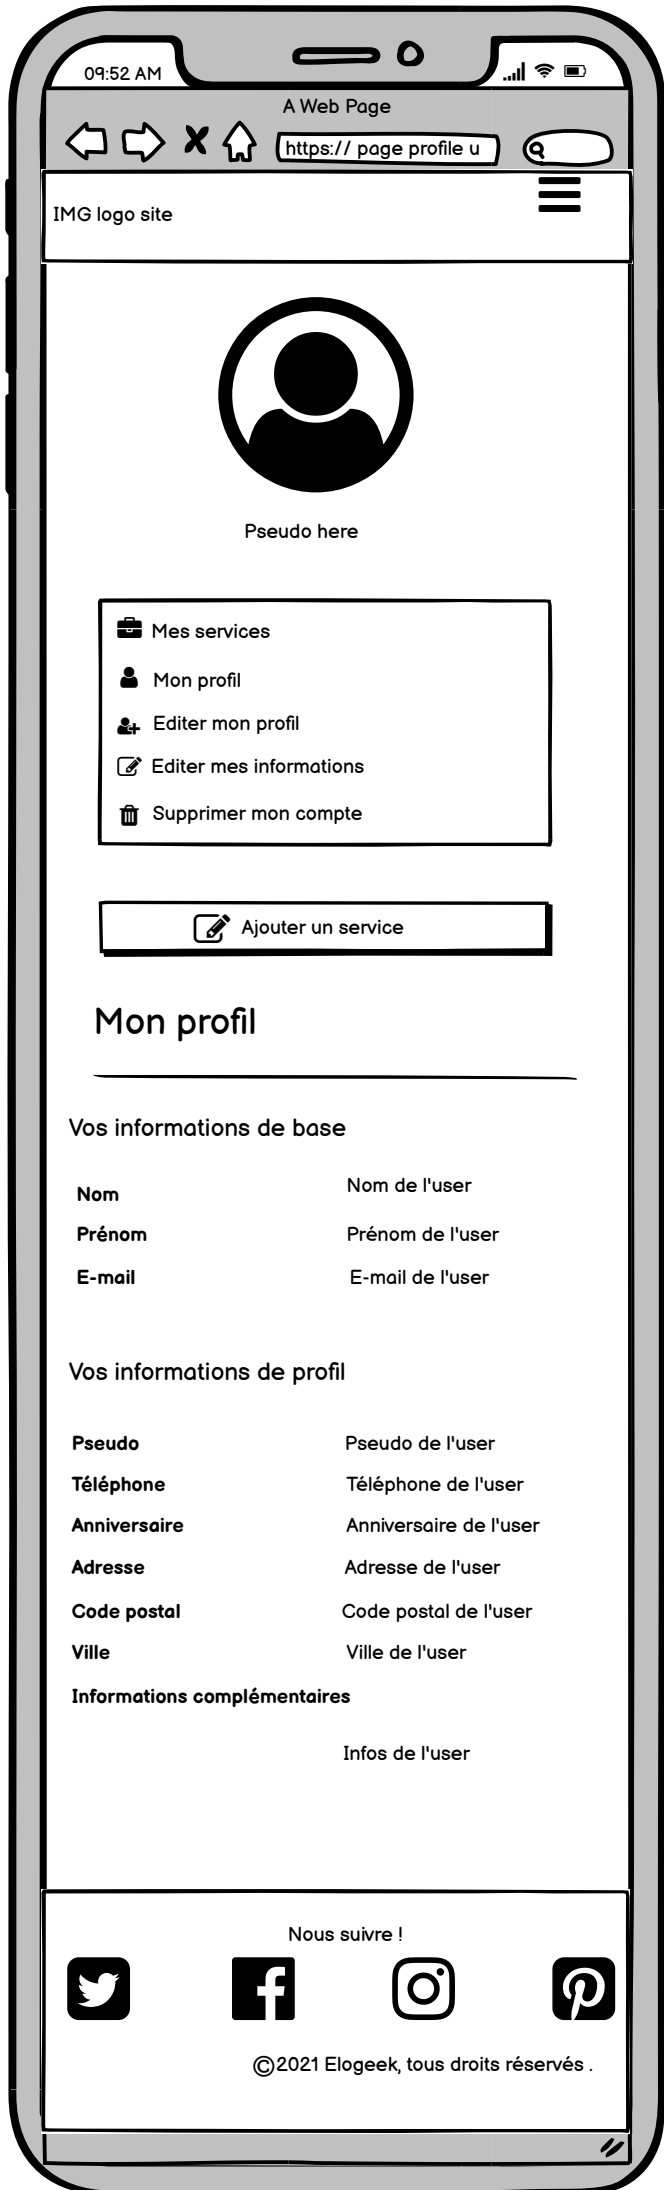 09:52 AM
A Web Page
https:// page profile u
IMG logo site
Pseudo here
Mes services
Mon profil
Editer mon profil
Editer mes informations
Supprimer mon compte
Ajouter un service
Mon profil
Vos informations de base
Nom Nom de l'user
Prénom Prénom de l'user
E-mail E-mail de l'user
Vos informations de profil
Pseudo Pseudo de l'user
Téléphone Téléphone de l'user
Anniversaire Anniversaire de l'user
Adresse Adresse de l'user
Code postal Code postal de l'user
Ville Ville de l'user
Informations complémentaires
Infos de l'user
Nous suivre !
©2021 Elogeek, tous droits réservés .